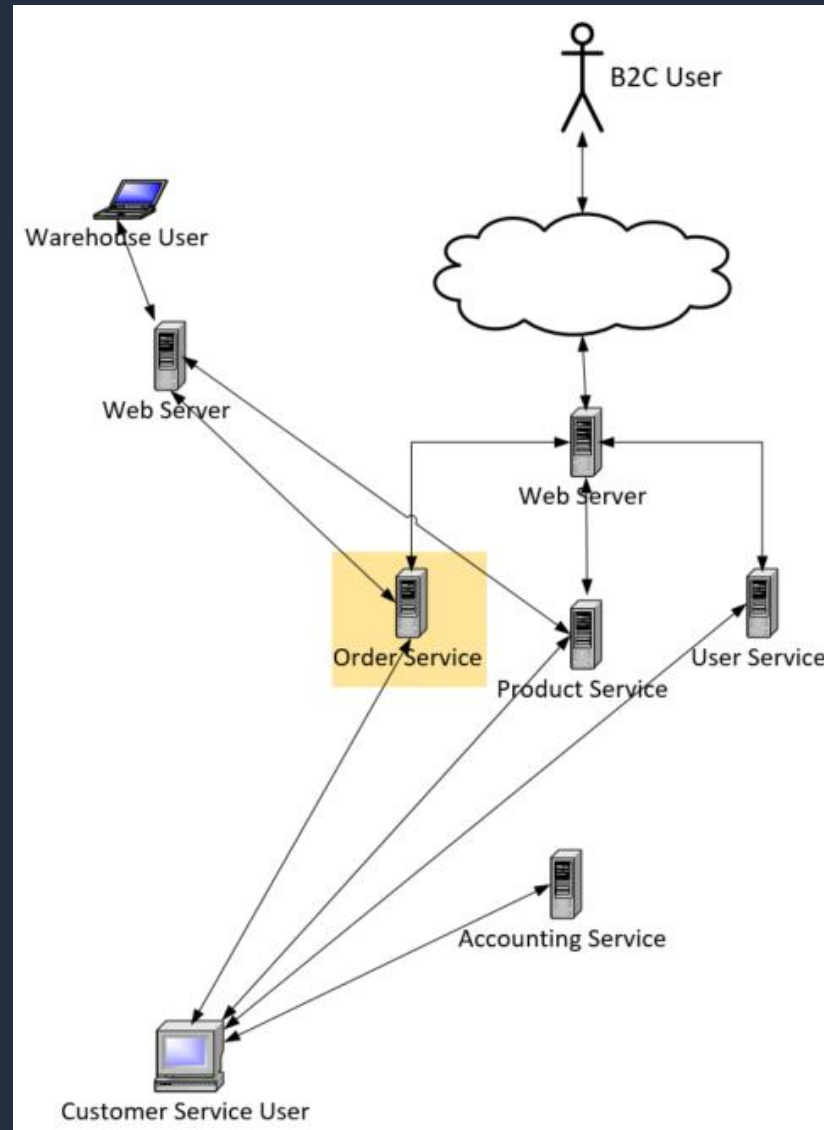 B2C User
Warehouse User
Web Server
Web Server
Order Service
Product Service
User Service
Accounting Service
Customer Service User